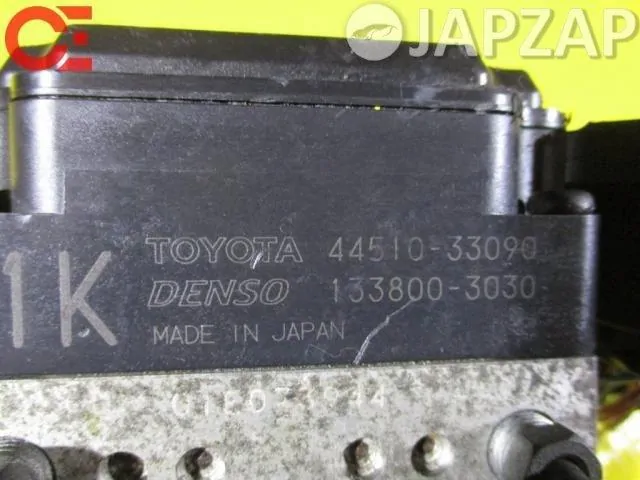 JAPZAP
TOYOTA 44510-33090
DENSO 133800-3030
1K
MADE IN JAPAN